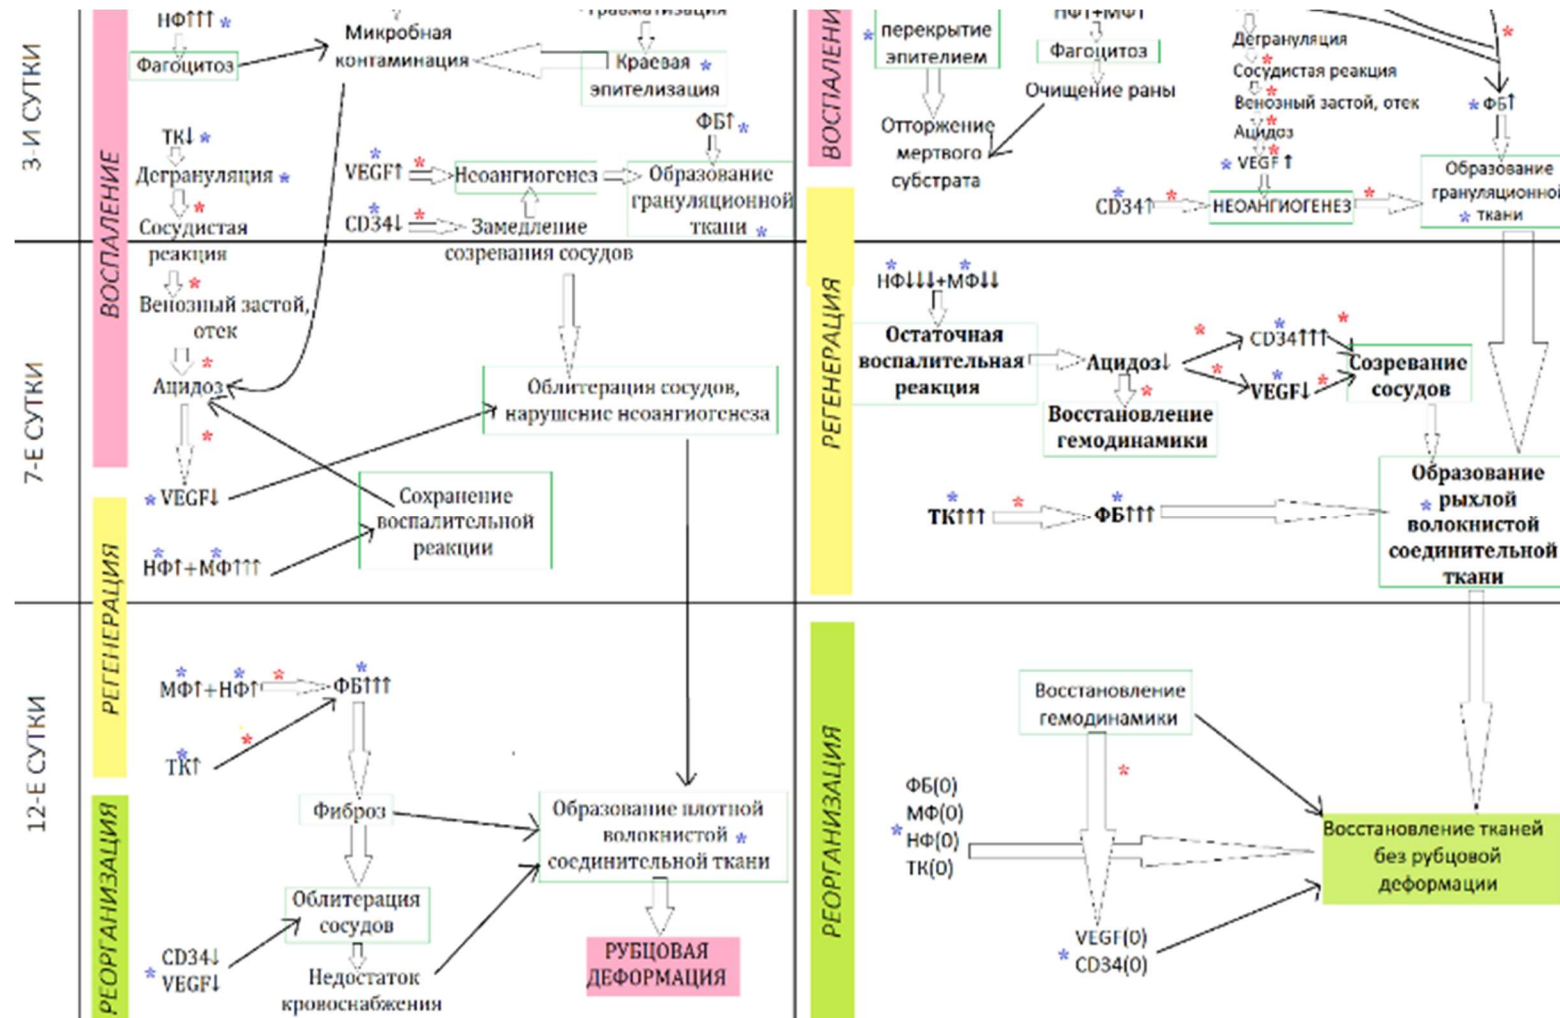 3-И СУТКИ
ВОСПАЛЕНИЕ
НФ↑↑↑ *
Фагоцитоз
Микробная
контаминация
Краевая *
эпителизация
ФБ↑ *
ТК↓ *
Дегрануляция *
*
Сосудистая
реакция
*
VEGF↑ *
Неоангиогенез
Образование
грануляционной
ткани *
*
CD34↓ *
Замедление
созревания сосудов
7-Е СУТКИ
Венозный застой,
отек
*
Ацидоз
*
* VEGF↓
Облитерация сосудов,
нарушение неоангиогенеза
Сохранение
воспалительной
реакции
* *
НФ↑+МФ↑↑↑
РЕГЕНЕРАЦИЯ
12-Е СУТКИ
* * *
МФ↑+НФ↑
*
ФБ↑↑↑
*
*
ТК↑
Фиброз
РЕОРГАНИЗАЦИЯ
Облитерация
сосудов
CD34↓
* VEGF↓
Недостаток
кровоснабжения
Образование плотной
волокнистой *
соединительной ткани
РУБЦОВАЯ
ДЕФОРМАЦИЯ
* перекрытие
эпителием
Отторжение
мертвого
субстрата
НФ↑+МФ↑
Фагоцитоз
Очищение раны
Дегрануляция
*
Сосудистая реакция
*
Венозный застой, отек
*
Ацидоз
*
* VEGF ↑
*
* ФБ↑
*
CD34↑ *
НЕОАНГИОГЕНЕЗ *
Образование
грануляционной
* ткани
РЕГЕНЕРАЦИЯ
* *
НФ↓↓↓+МФ↓↓
Остаточная
воспалительная
реакция
Ацидоз↓
*
Восстановление
гемодинамики
* * *
CD34↑↑↑
* * *
VEGF↓
Созревание
сосудов
* * *
ТК↑↑↑
ФБ↑↑↑
Образование
* рыхлой
волокнистой
соединительной
ткани
РЕОРГАНИЗАЦИЯ
Восстановление
гемодинамики
*
ФБ(0)
МФ(0)
* НФ(0)
ТК(0)
VEGF(0)
* CD34(0)
Восстановление тканей
без рубцовой
деформации